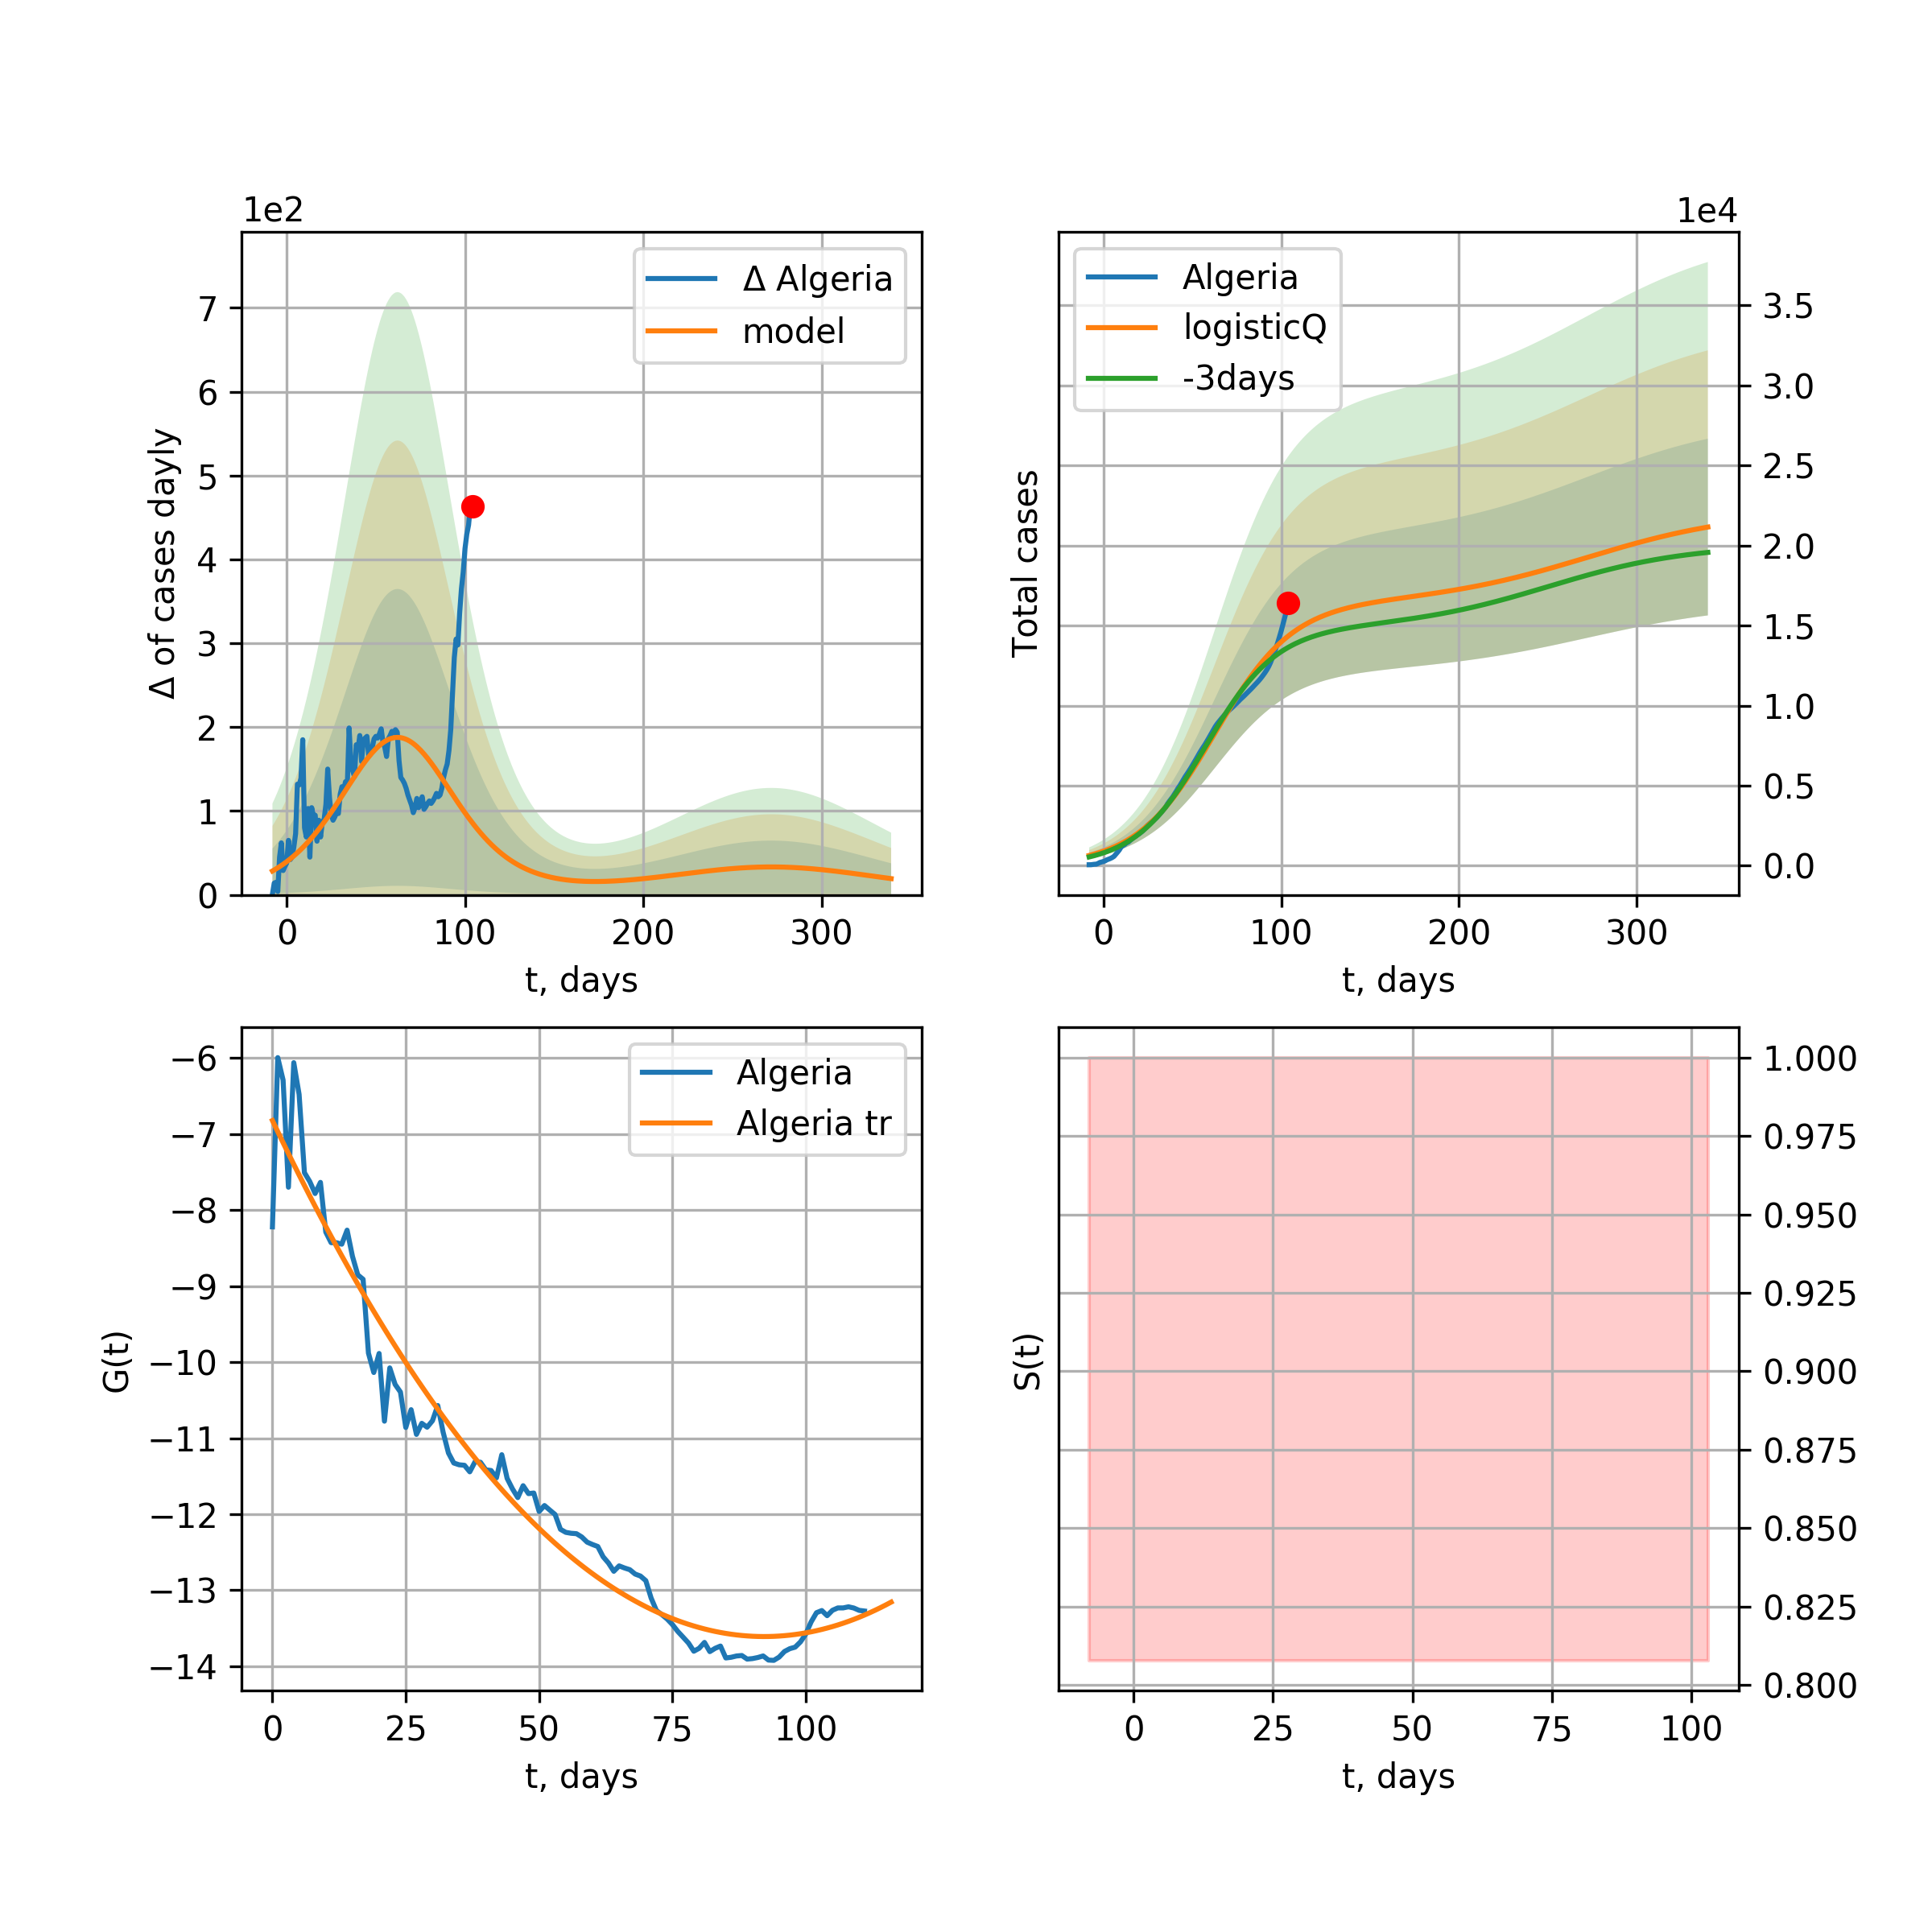 1e2
Δ of cases dayly
7
6
5
4
3
2
1
0
0 100 200 300
t, days
Δ Algeria
model
1e4
Total cases
3.5
3.0
2.5
2.0
1.5
1.0
0.5
0.0
0 100 200 300
t, days
Algeria
logisticQ
-3days
G(t)
−6
−7
−8
−9
−10
−11
−12
−13
−14
0 25 50 75 100
t, days
Algeria
Algeria tr
S(t)
1.000
0.975
0.950
0.925
0.900
0.875
0.850
0.825
0.800
0 25 50 75 100
t, days